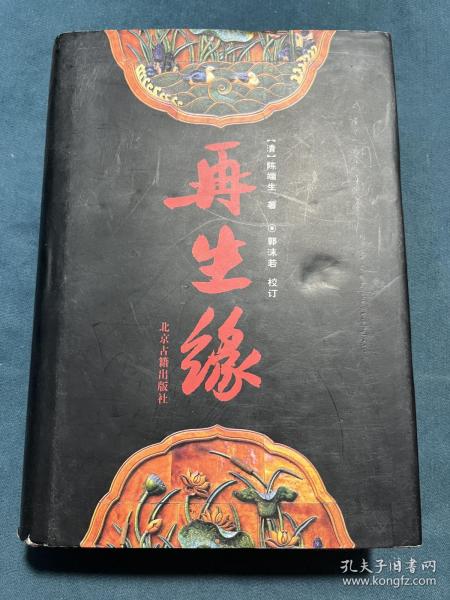 再生缘
[清]陈端生 著 ◎ 郭沫若 校订
北京古籍出版社
孔夫子旧书网
www.kongfz.com